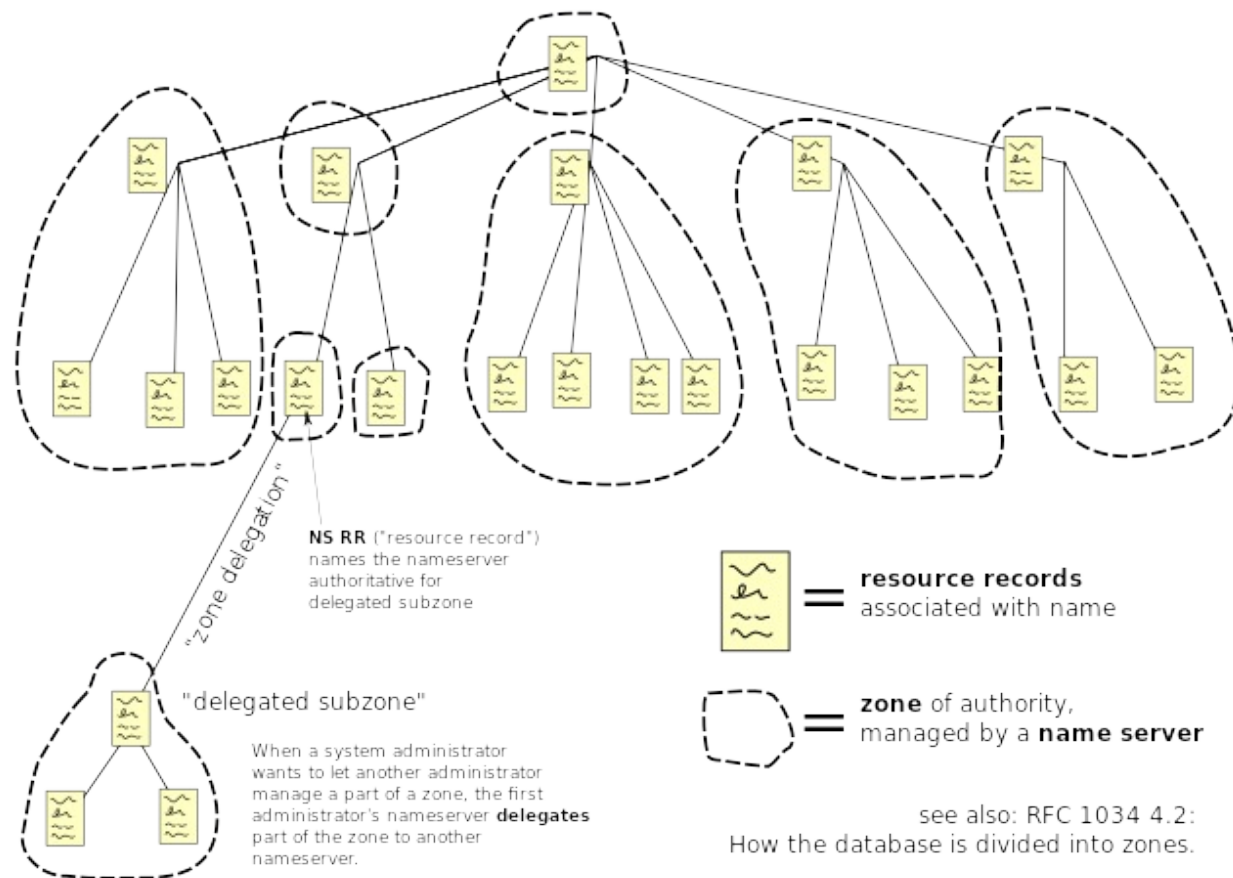 "zone delegation"
NS RR ("resource record")
names the nameserver
authoritative for
delegated subzone
resource records
associated with name
"delegated subzone"
When a system administrator
wants to let another administrator
manage a part of a zone, the first
administrator's nameserver delegates
part of the zone to another
nameserver.
zone of authority,
managed by a name server
see also: RFC 1034 4.2:
How the database is divided into zones.